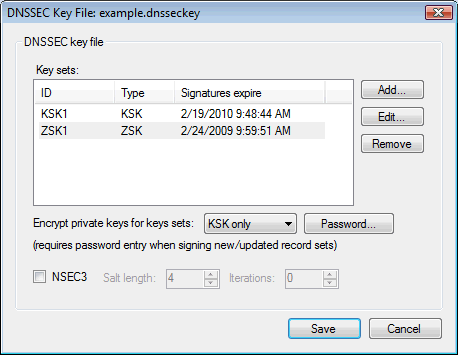 DNSSEC Key File: example.dnsseckey
DNSSEC key file
Key sets:
ID Type Signatures expire
KSK1 KSK 2/19/2010 9:48:44 AM
ZSK1 ZSK 2/24/2009 9:59:51 AM
Add...
Edit...
Remove
Encrypt private keys for keys sets: KSK only Password...
(requires password entry when signing new/updated record sets)
NSEC3 Salt length: 4 Iterations: 0
Save Cancel